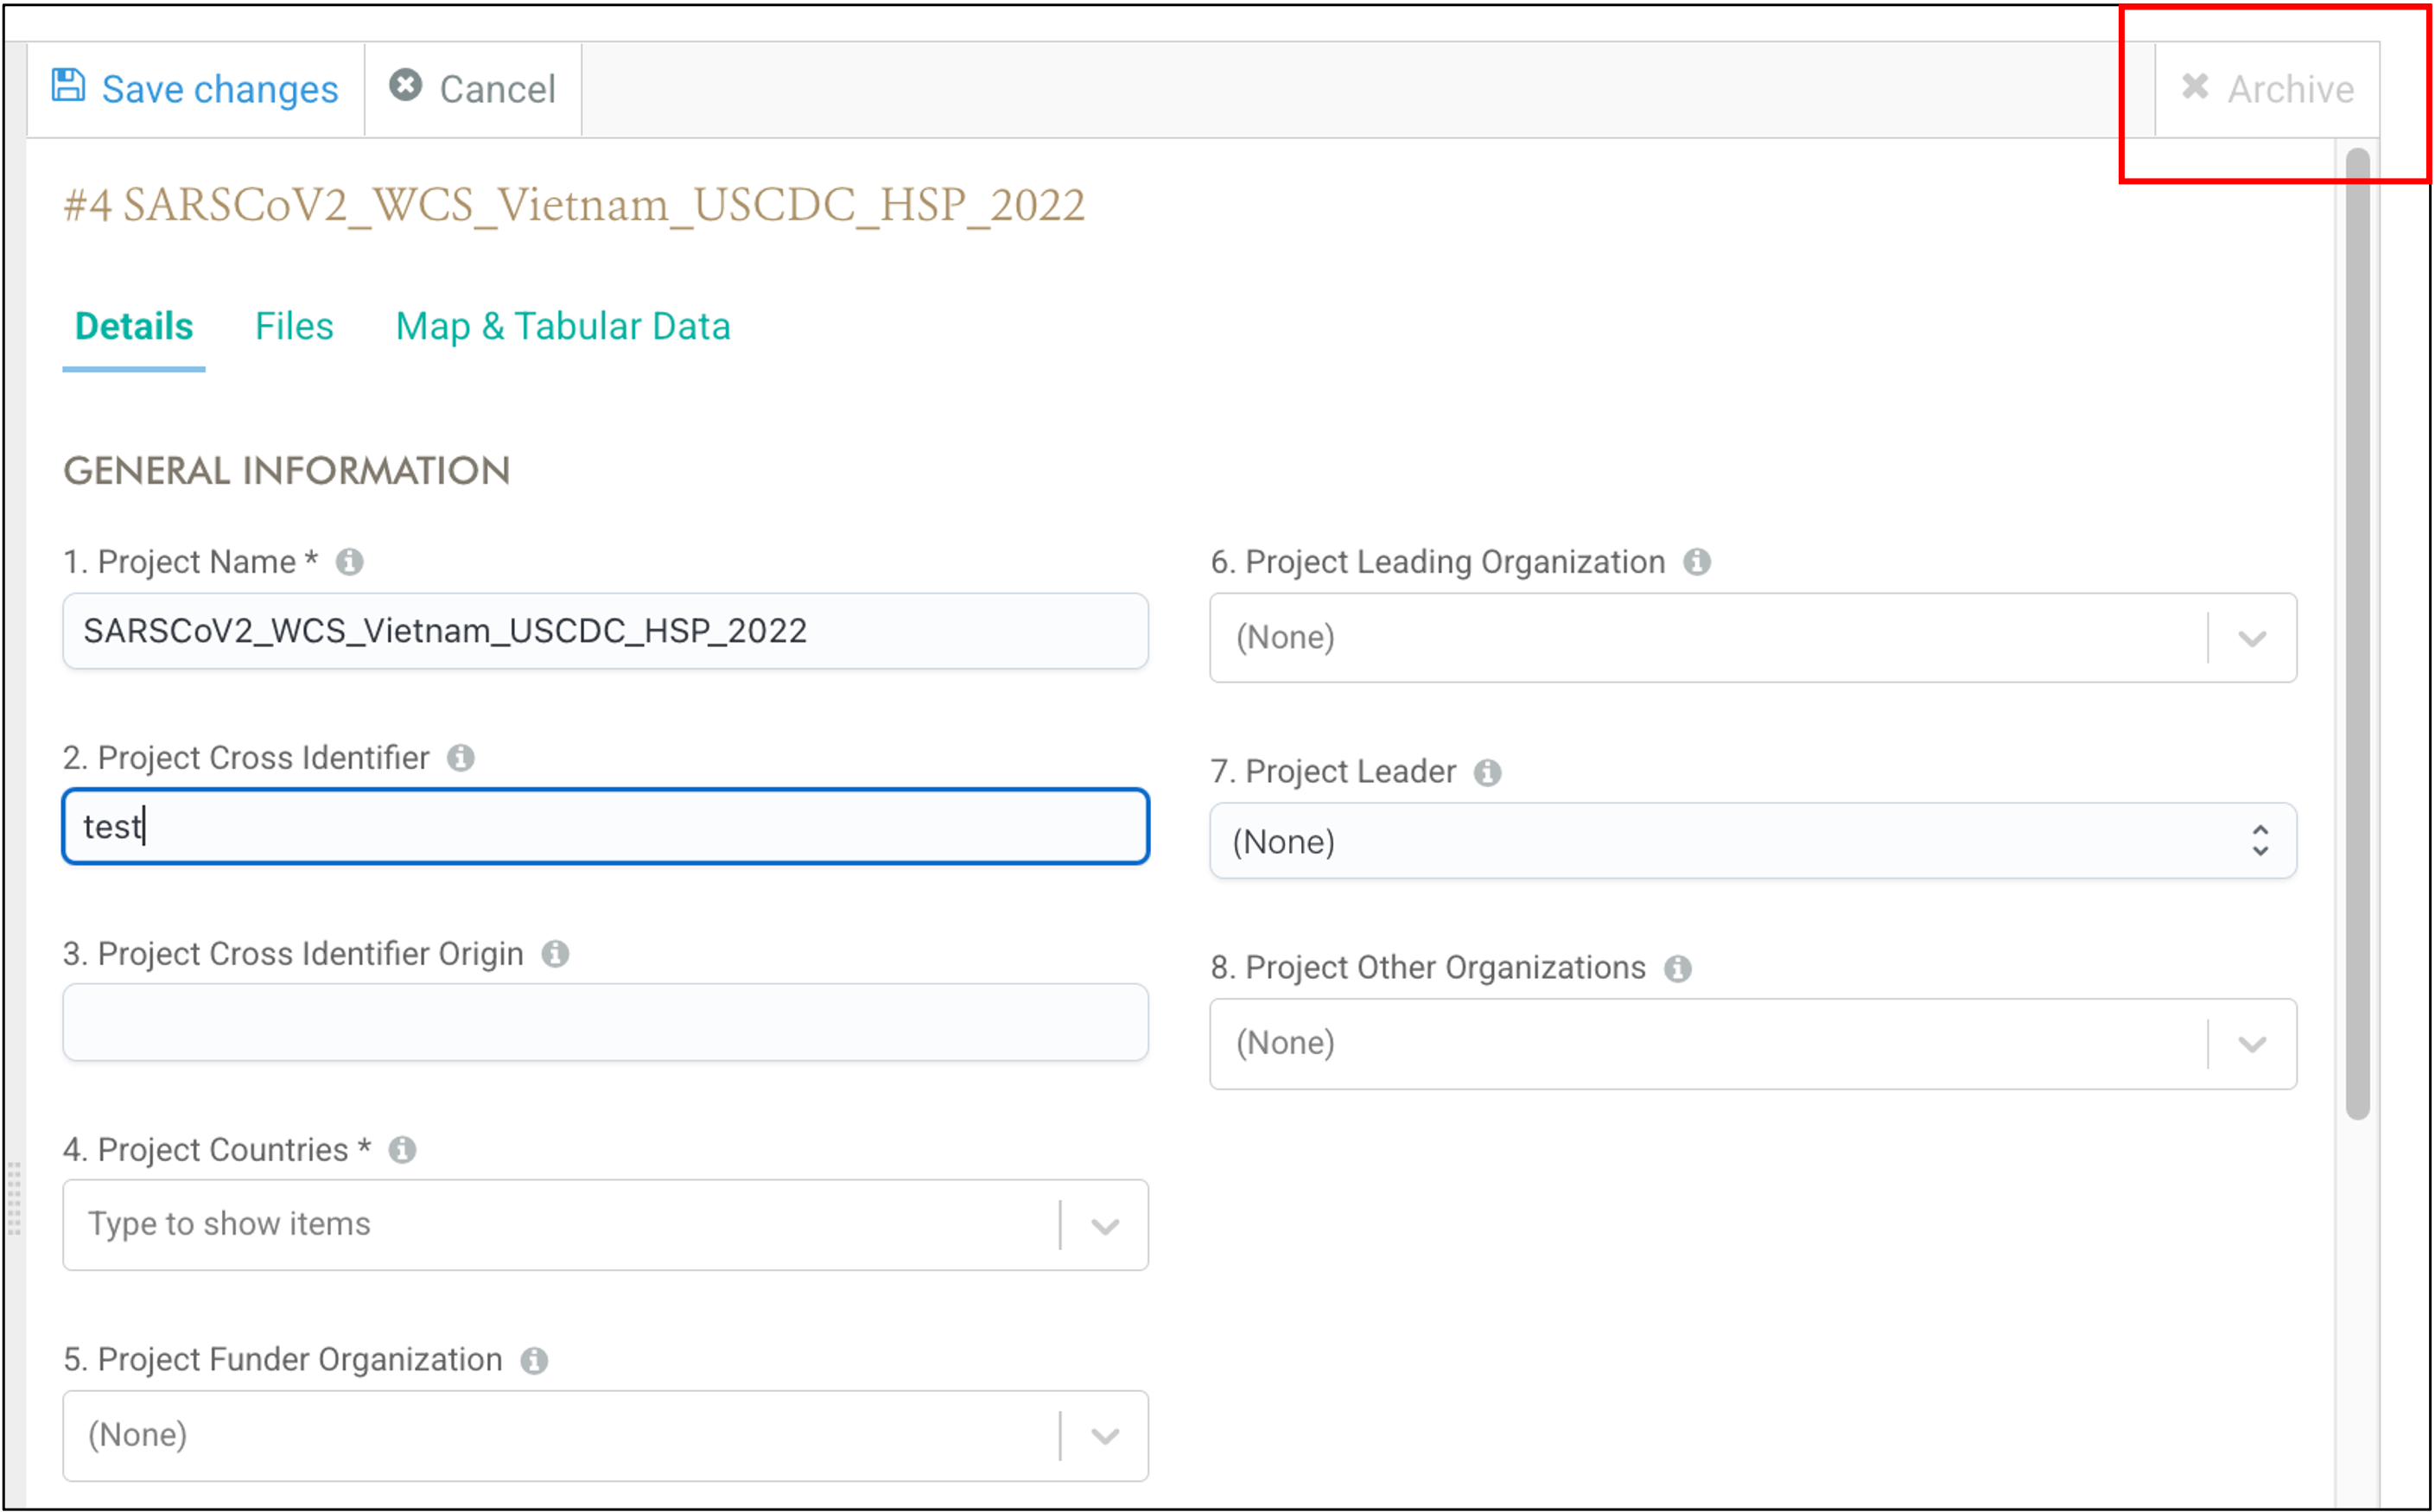 Save changes
Cancel
Archive
#4 SARSCoV2_WCS_Vietnam_USCDC_HSP_2022
Details
Files
Map & Tabular Data
GENERAL INFORMATION
1. Project Name *
SARSCoV2_WCS_Vietnam_USCDC_HSP_2022
2. Project Cross Identifier
test
3. Project Cross Identifier Origin
4. Project Countries *
Type to show items
5. Project Funder Organization
(None)
6. Project Leading Organization
(None)
7. Project Leader
(None)
8. Project Other Organizations
(None)